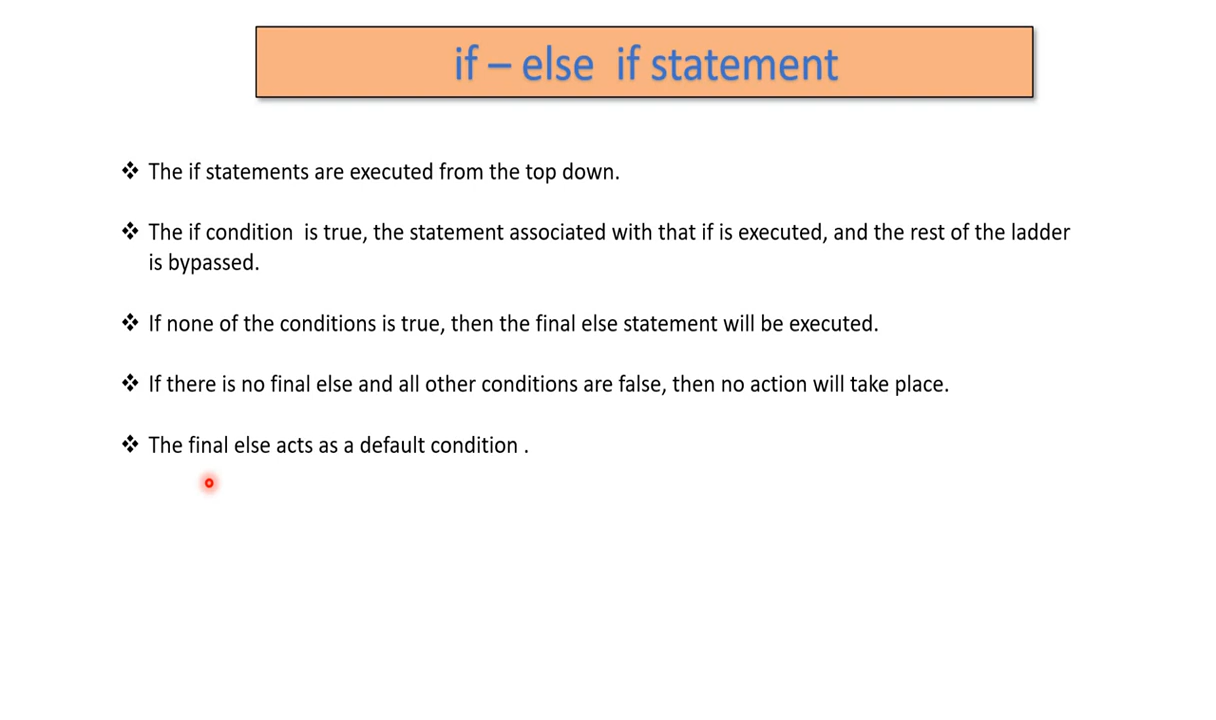 if – else if statement
❖ The if statements are executed from the top down.
❖ The if condition is true, the statement associated with that if is executed, and the rest of the ladder
is bypassed.
❖ If none of the conditions is true, then the final else statement will be executed.
❖ If there is no final else and all other conditions are false, then no action will take place.
❖ The final else acts as a default condition .